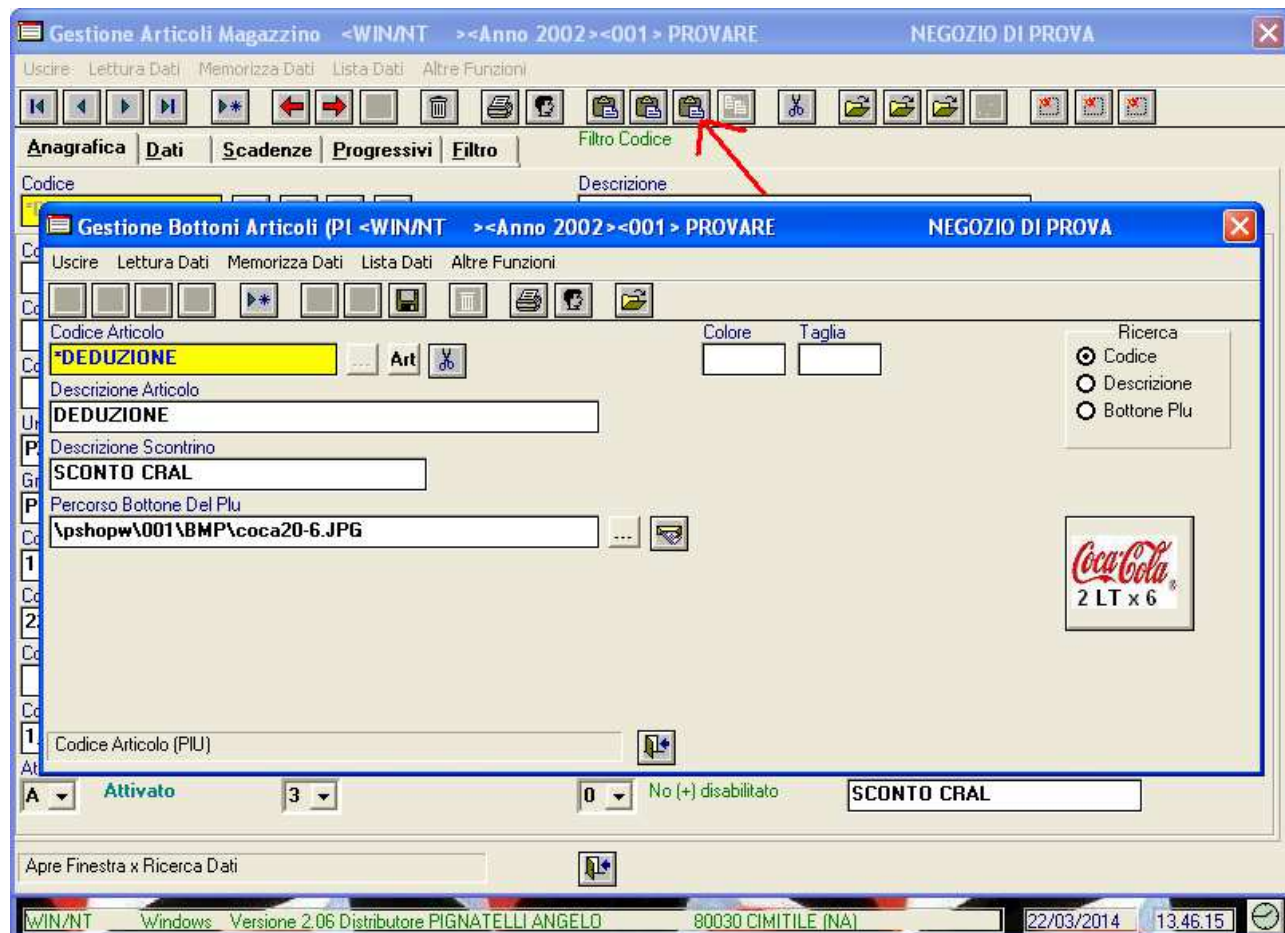 Gestione Articoli Magazzino <WIN/NT ><Anno 2002><001> PROVARE NEGOZIO DI PROVA
Uscire Lettura Dati Memorizza Dati Lista Dati Altre Funzioni
Anagrafica Dati Scadenze Progressivi Filtro Filtro Codice
Codice Descrizione
Gestione Bottoni Articoli (PL <WIN/NT ><Anno 2002><001> PROVARE NEGOZIO DI PROVA
Uscire Lettura Dati Memorizza Dati Lista Dati Altre Funzioni
Codice Articolo Colore Taglia Ricerca
*DEDUZIONE ... Art Codice
Descrizione Articolo Descrizione
DEDUZIONE Bottone Plu
Descrizione Scontrino
SCONTO CRAL
Percorso Bottone Del Plu
\pshopw\001\BMP\coca20-6.JPG ...
Coca-Cola
2 LT x 6
Codice Articolo (PIU)
A Attivato 3 0 No (+) disabilitato SCONTO CRAL
Apre Finestra x Ricerca Dati
WIN/NT Windows Versione 2.06 Distributore PIGNATELLI ANGELO 80030 CIMITILE (NA) 22/03/2014 13.46.15